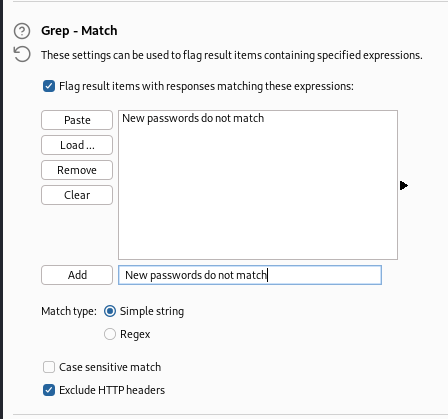 Grep - Match
These settings can be used to flag result items containing specified expressions.
Flag result items with responses matching these expressions:
Paste
New passwords do not match
Load ...
Remove
Clear
Add
New passwords do not match
Match type:
Simple string
Regex
Case sensitive match
Exclude HTTP headers